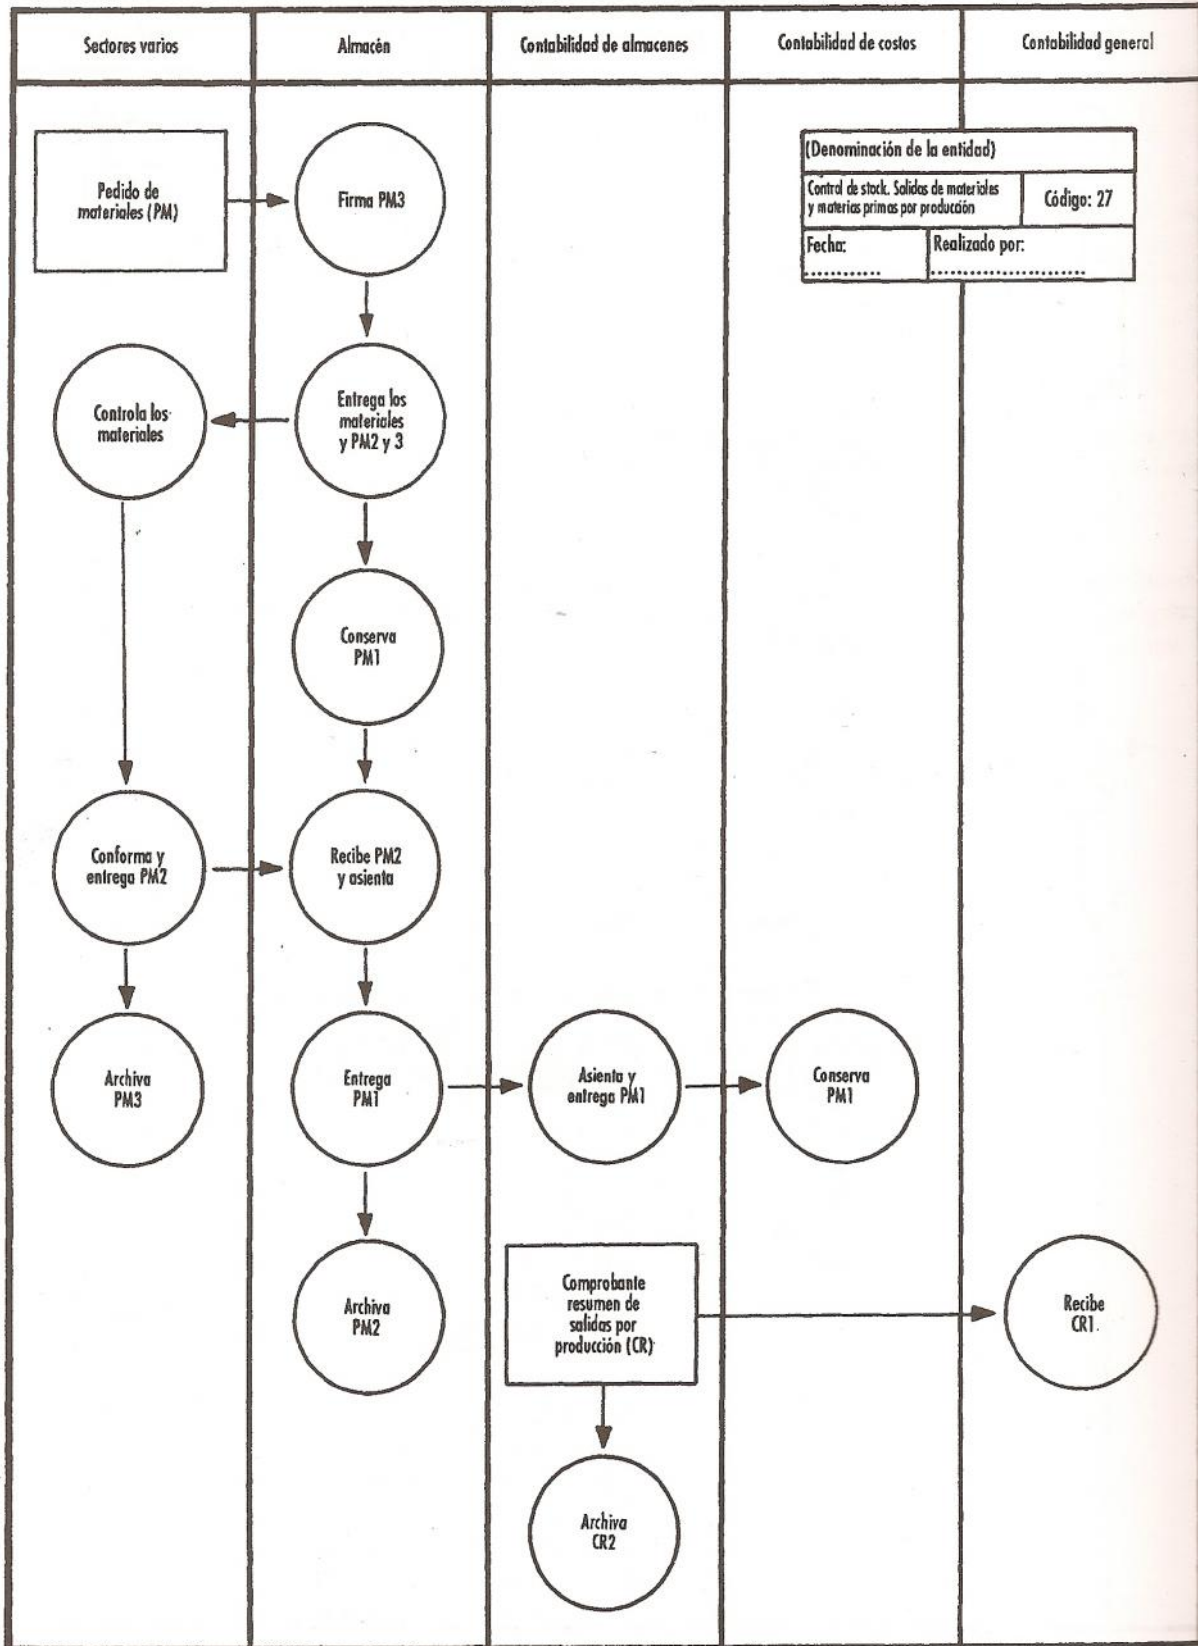 Sectores varios
Almacén
Contabilidad de almacenes
Contabilidad de costos
Contabilidad general
(Denominación de la entidad)
Control de stock. Salidas de materiales
y materias primas por producción
Código: 27
Fecha:
............
Realizado por:
........................
Pedido de
materiales (PM)
Firma PM3
Controla los
materiales
Entrega los
materiales
y PM2 y 3
Conserva
PM1
Conforma y
entrega PM2
Recibe PM2
y asienta
Archiva
PM3
Entrega
PM1
Asienta y
entrega PM1
Conserva
PM1
Archiva
PM2
Comprobante
resumen de
salidas por
producción (CR)
Recibe
CR1.
Archiva
CR2